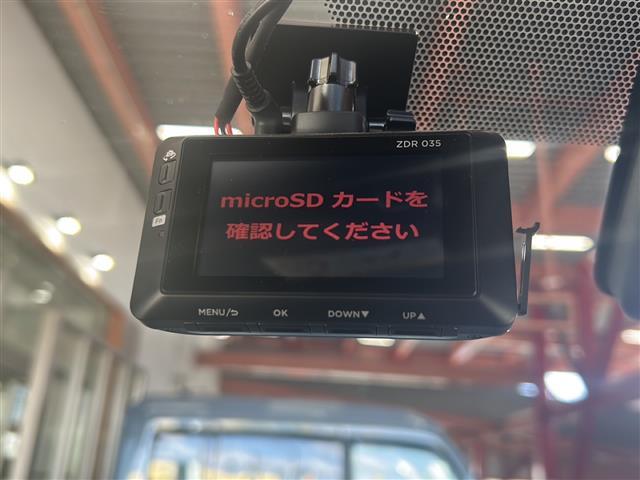 ZDR 035
microSD カードを
確認してください
Fn
MENU/⮌ OK DOWN▼ UP▲